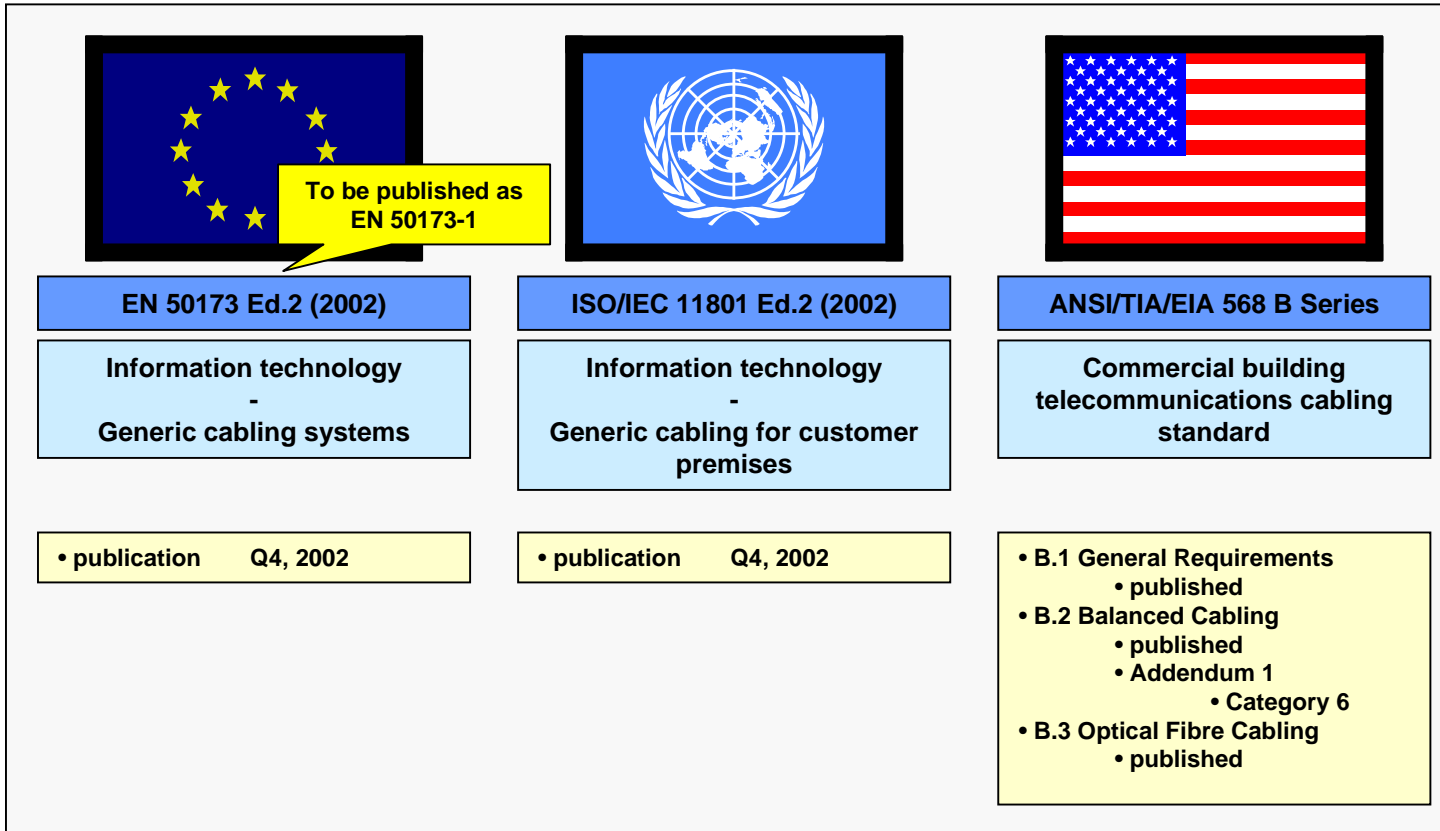 To be published as
EN 50173-1
EN 50173 Ed.2 (2002)
Information technology
-
Generic cabling systems
• publication Q4, 2002
ISO/IEC 11801 Ed.2 (2002)
Information technology
-
Generic cabling for customer
premises
• publication Q4, 2002
ANSI/TIA/EIA 568 B Series
Commercial building
telecommunications cabling
standard
• B.1 General Requirements
• published
• B.2 Balanced Cabling
• published
• Addendum 1
• Category 6
• B.3 Optical Fibre Cabling
• published